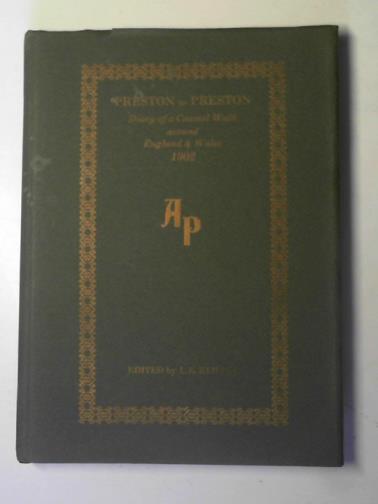 PRESTON to PRESTON
Diary of a Coastal Walk
around
England & Wales
1902
AP
EDITED by L. E.